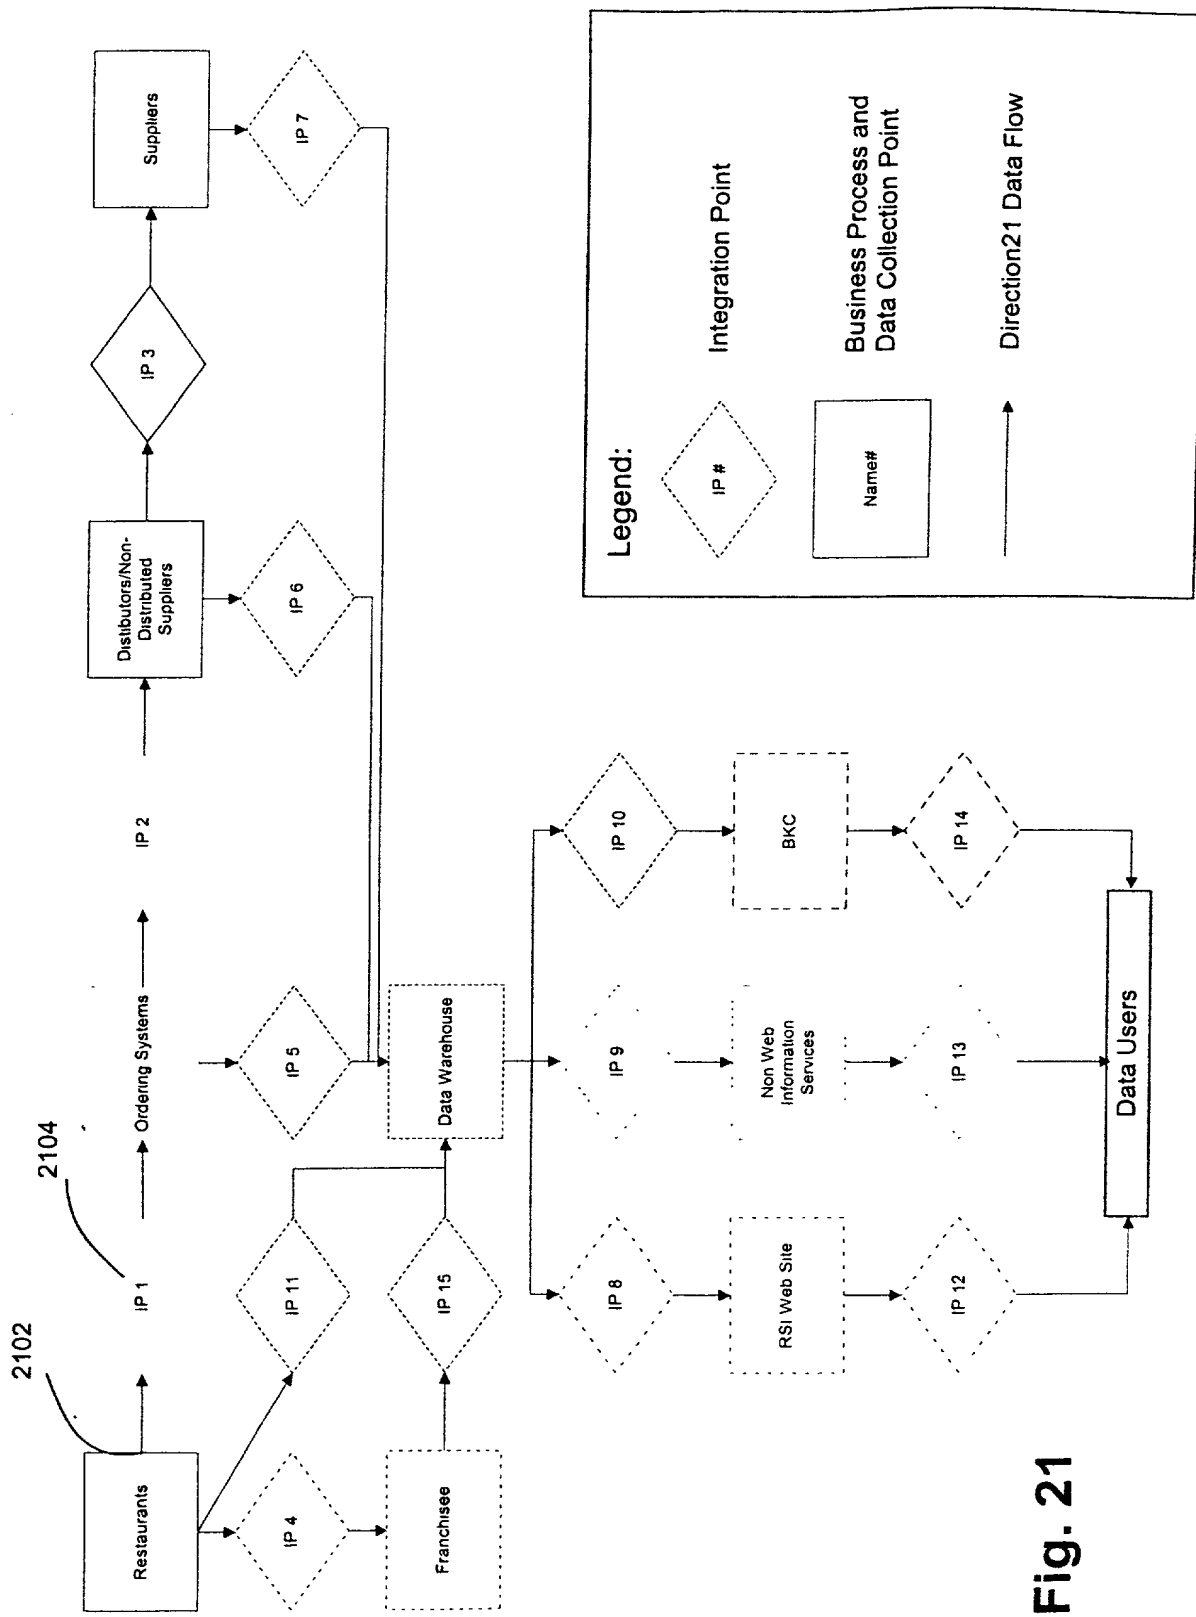 2102
2104
Restaurants
IP 1
Ordering Systems
IP 2
Distibutors/Non-
Distributed
Suppliers
IP 3
Suppliers
IP 4
IP 11
IP 5
IP 6
IP 7
Franchisee
IP 15
Data Warehouse
IP 8
IP 9
IP 10
RSI Web Site
Non Web
Information
Services
BKC
IP 12
IP 13
IP 14
Data Users
Legend:
IP #
Integration Point
Name#
Business Process and
Data Collection Point
Direction21 Data Flow
Fig. 21